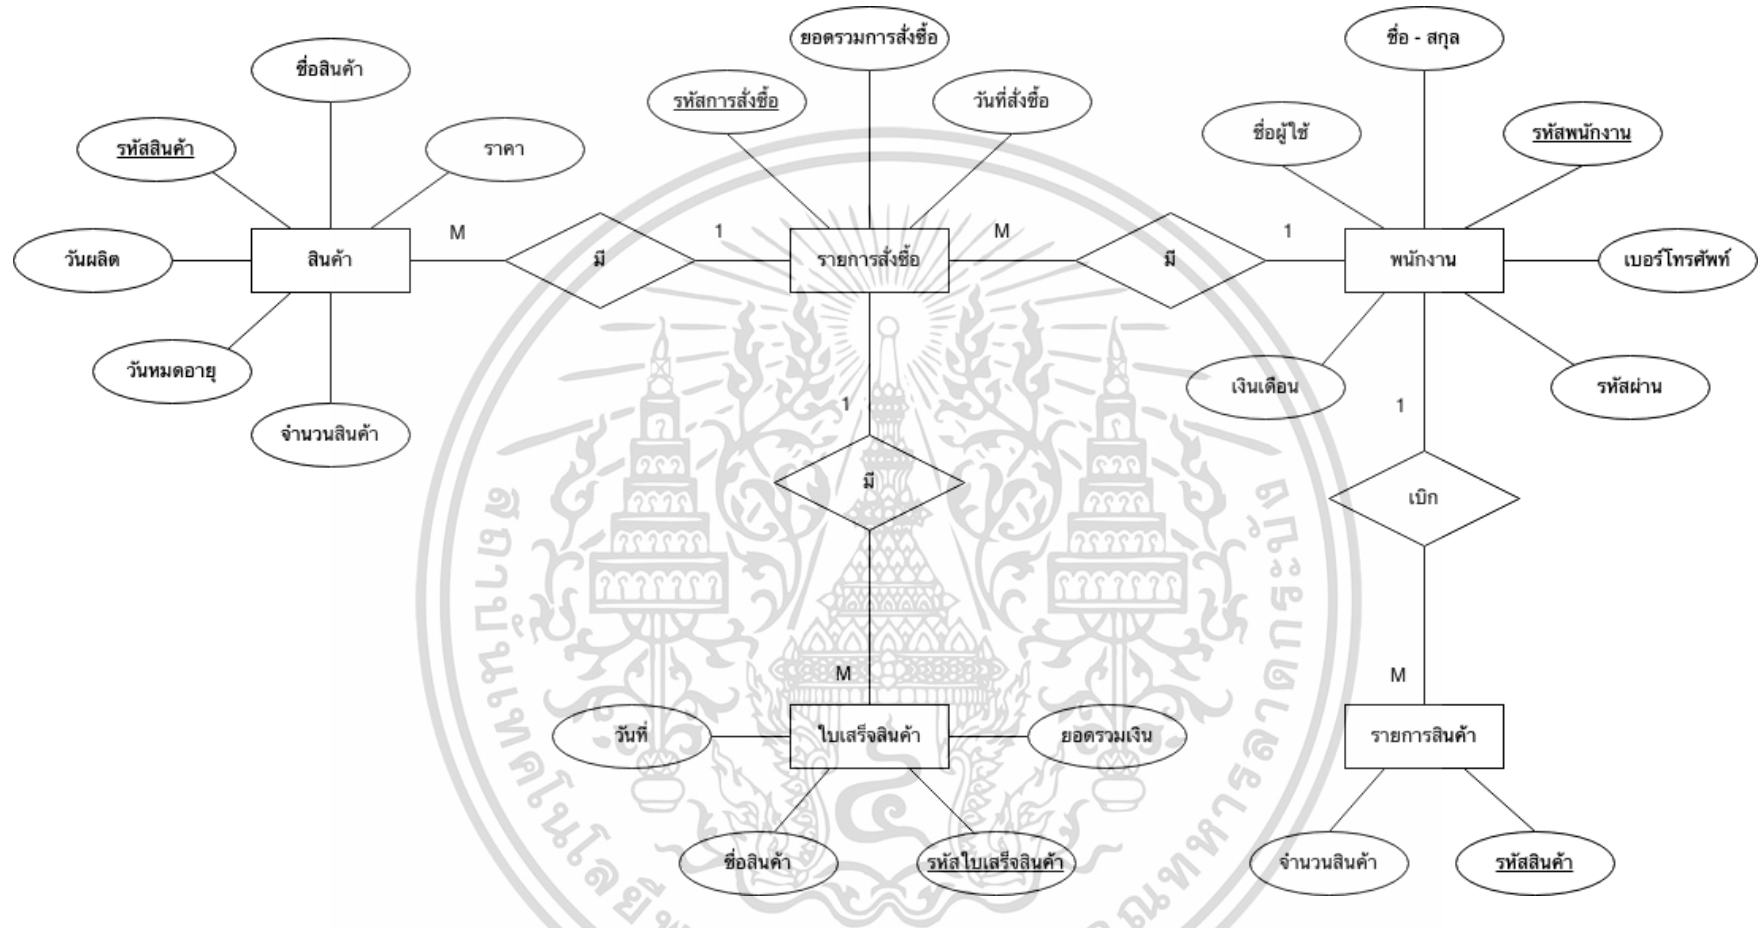 ยอดรวมการสั่งซื้อ
ชื่อ - สกุล
ชื่อสินค้า
รหัสการสั่งซื้อ
วันที่สั่งซื้อ
ชื่อผู้ใช้
รหัสพนักงาน
รหัสสินค้า
ราคา
M
1
M
1
วันผลิต
สินค้า
มี
รายการสั่งซื้อ
มี
พนักงาน
เบอร์โทรศัพท์
วันหมดอายุ
เงินเดือน
รหัสผ่าน
1
1
จำนวนสินค้า
มี
เบิก
M
M
วันที่
ใบเสร็จสินค้า
ยอดรวมเงิน
รายการสินค้า
ชื่อสินค้า
รหัสใบเสร็จสินค้า
จำนวนสินค้า
รหัสสินค้า